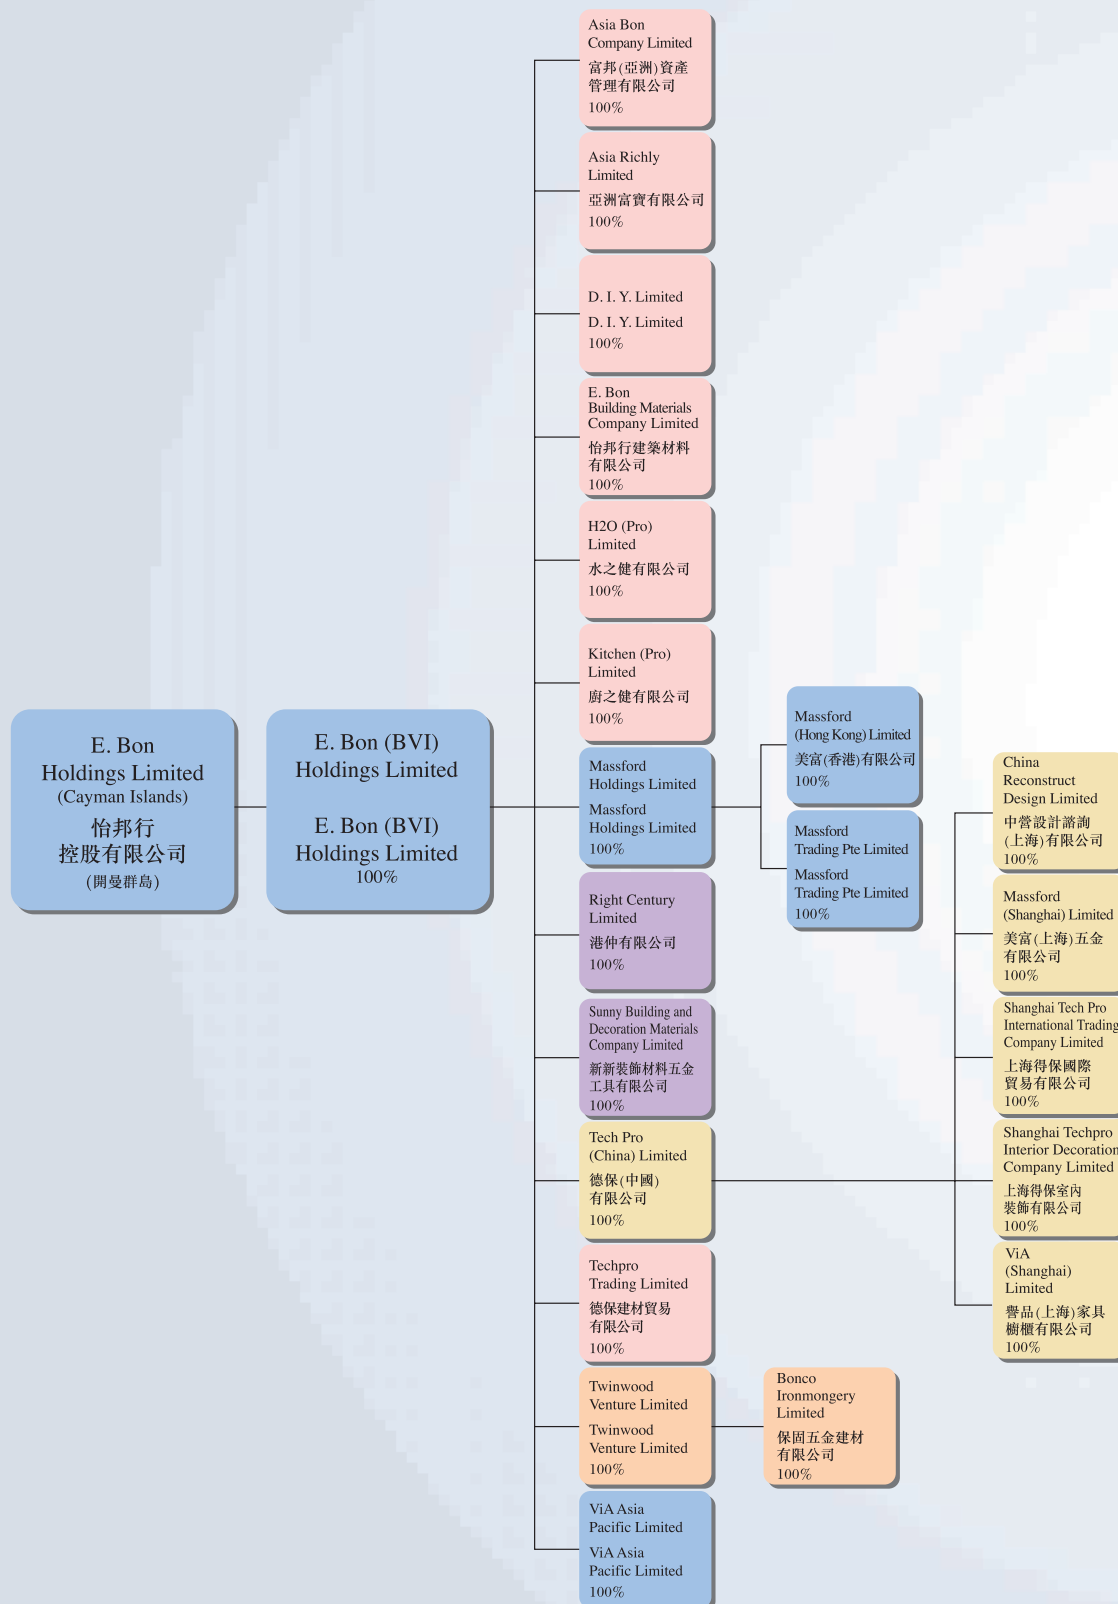 E. Bon
Holdings Limited
(Cayman Islands)
怡邦行
控股有限公司
(開曼群島)
E. Bon (BVI)
Holdings Limited
E. Bon (BVI)
Holdings Limited
100%
Asia Bon
Company Limited
富邦(亞洲)資產
管理有限公司
100%
Asia Richly
Limited
亞洲富寶有限公司
100%
D. I. Y. Limited
D. I. Y. Limited
100%
E. Bon
Building Materials
Company Limited
怡邦行建築材料
有限公司
100%
H2O (Pro)
Limited
水之健有限公司
100%
Kitchen (Pro)
Limited
廚之健有限公司
100%
Massford
Holdings Limited
Massford
Holdings Limited
100%
Massford
(Hong Kong) Limited
美富(香港)有限公司
100%
Massford
Trading Pte Limited
Massford
Trading Pte Limited
100%
Right Century
Limited
港仲有限公司
100%
Sunny Building and
Decoration Materials
Company Limited
新新裝飾材料五金
工具有限公司
100%
Tech Pro
(China) Limited
德保(中國)
有限公司
100%
China
Reconstruct
Design Limited
中營設計諮詢
(上海)有限公司
100%
Massford
(Shanghai) Limited
美富(上海)五金
有限公司
100%
Shanghai Tech Pro
International Trading
Company Limited
上海得保國際
貿易有限公司
100%
Shanghai Techpro
Interior Decoration
Company Limited
上海得保室內
裝飾有限公司
100%
ViA
(Shanghai)
Limited
譽品(上海)家具
櫥櫃有限公司
100%
Techpro
Trading Limited
德保建材貿易
有限公司
100%
Twinwood
Venture Limited
Twinwood
Venture Limited
100%
Bonco
Ironmongery
Limited
保固五金建材
有限公司
100%
ViA Asia
Pacific Limited
ViA Asia
Pacific Limited
100%